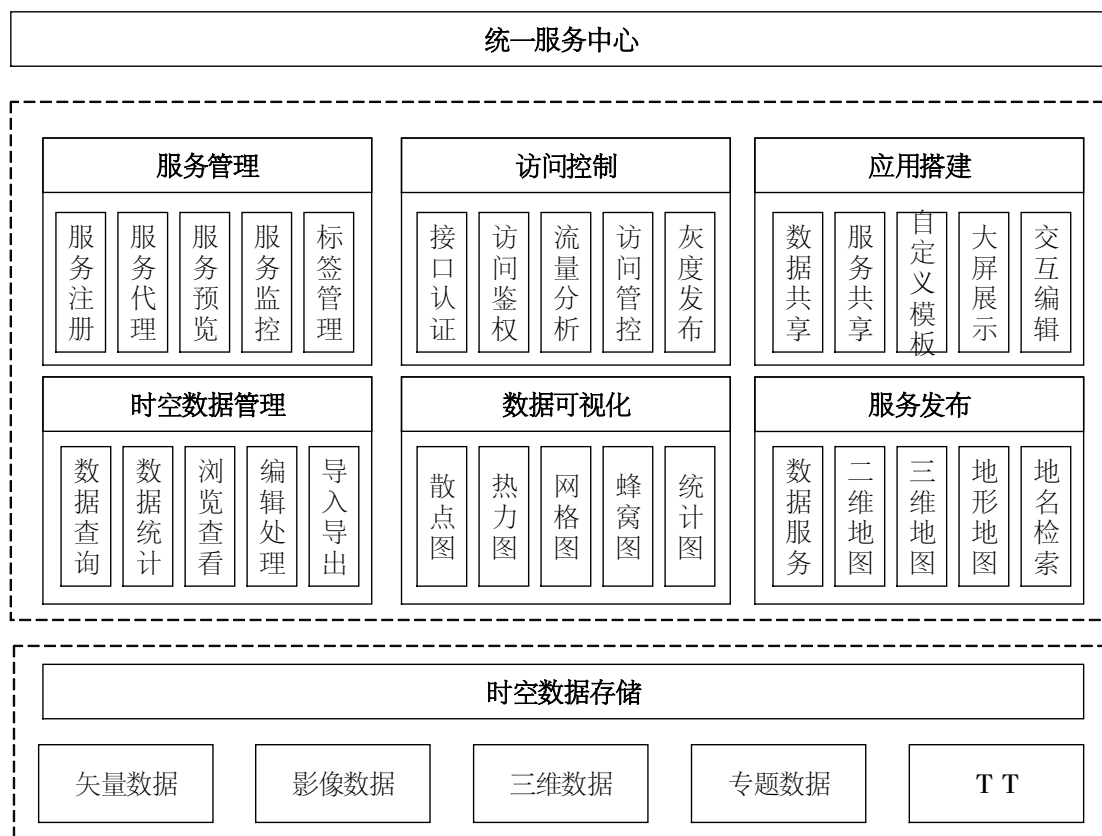 统一服务中心
服务管理
服务注册
服务代理
服务预览
服务监控
标签管理
访问控制
接口认证
访问鉴权
流量分析
访问管控
灰度发布
应用搭建
数据共享
服务共享
自定义模板
大屏展示
交互编辑
时空数据管理
数据查询
数据统计
浏览查看
编辑处理
导入导出
数据可视化
散点图
热力图
网格图
蜂窝图
统计图
服务发布
数据服务
二维地图
三维地图
地形地图
地名检索
时空数据存储
矢量数据
影像数据
三维数据
专题数据
T T